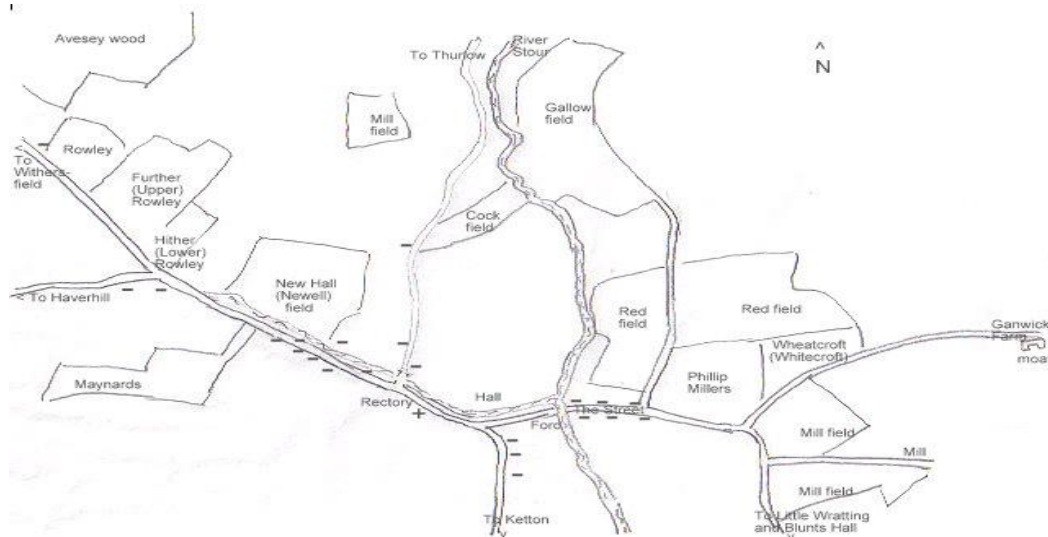 Avesey wood
To Thurlow
River
Stour
^
N
Gallow
field
Mill
field
Rowley
<
To
Withers-
field
Further
(Upper)
Rowley
Cock
field
Hither
(Lower)
Rowley
New Hall
(Newell)
field
< To Haverhill
Red
field
Red field
Ganwick
Farm
moat
Wheatcroft
(Whitecroft)
Maynards
Phillip
Millers
Rectory
Hall
The Street
Ford
+
Mill field
Mill
Mill field
To Ketton
To Little Wratting
and Blunts Hall